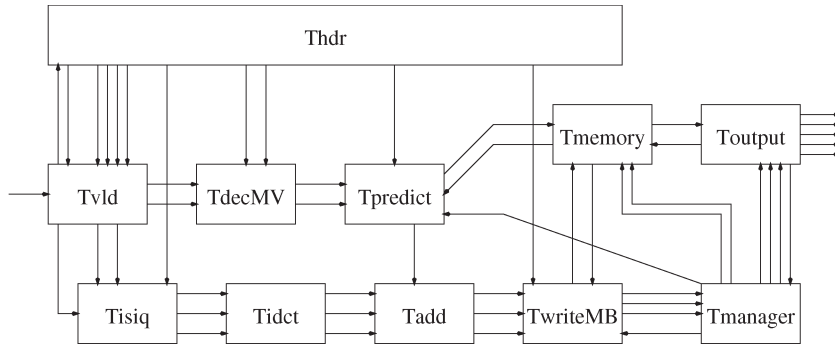 Thdr
Tmemory
Toutput
Tvld
TdecMV
Tpredict
Tisiq
Tidct
Tadd
TwriteMB
Tmanager